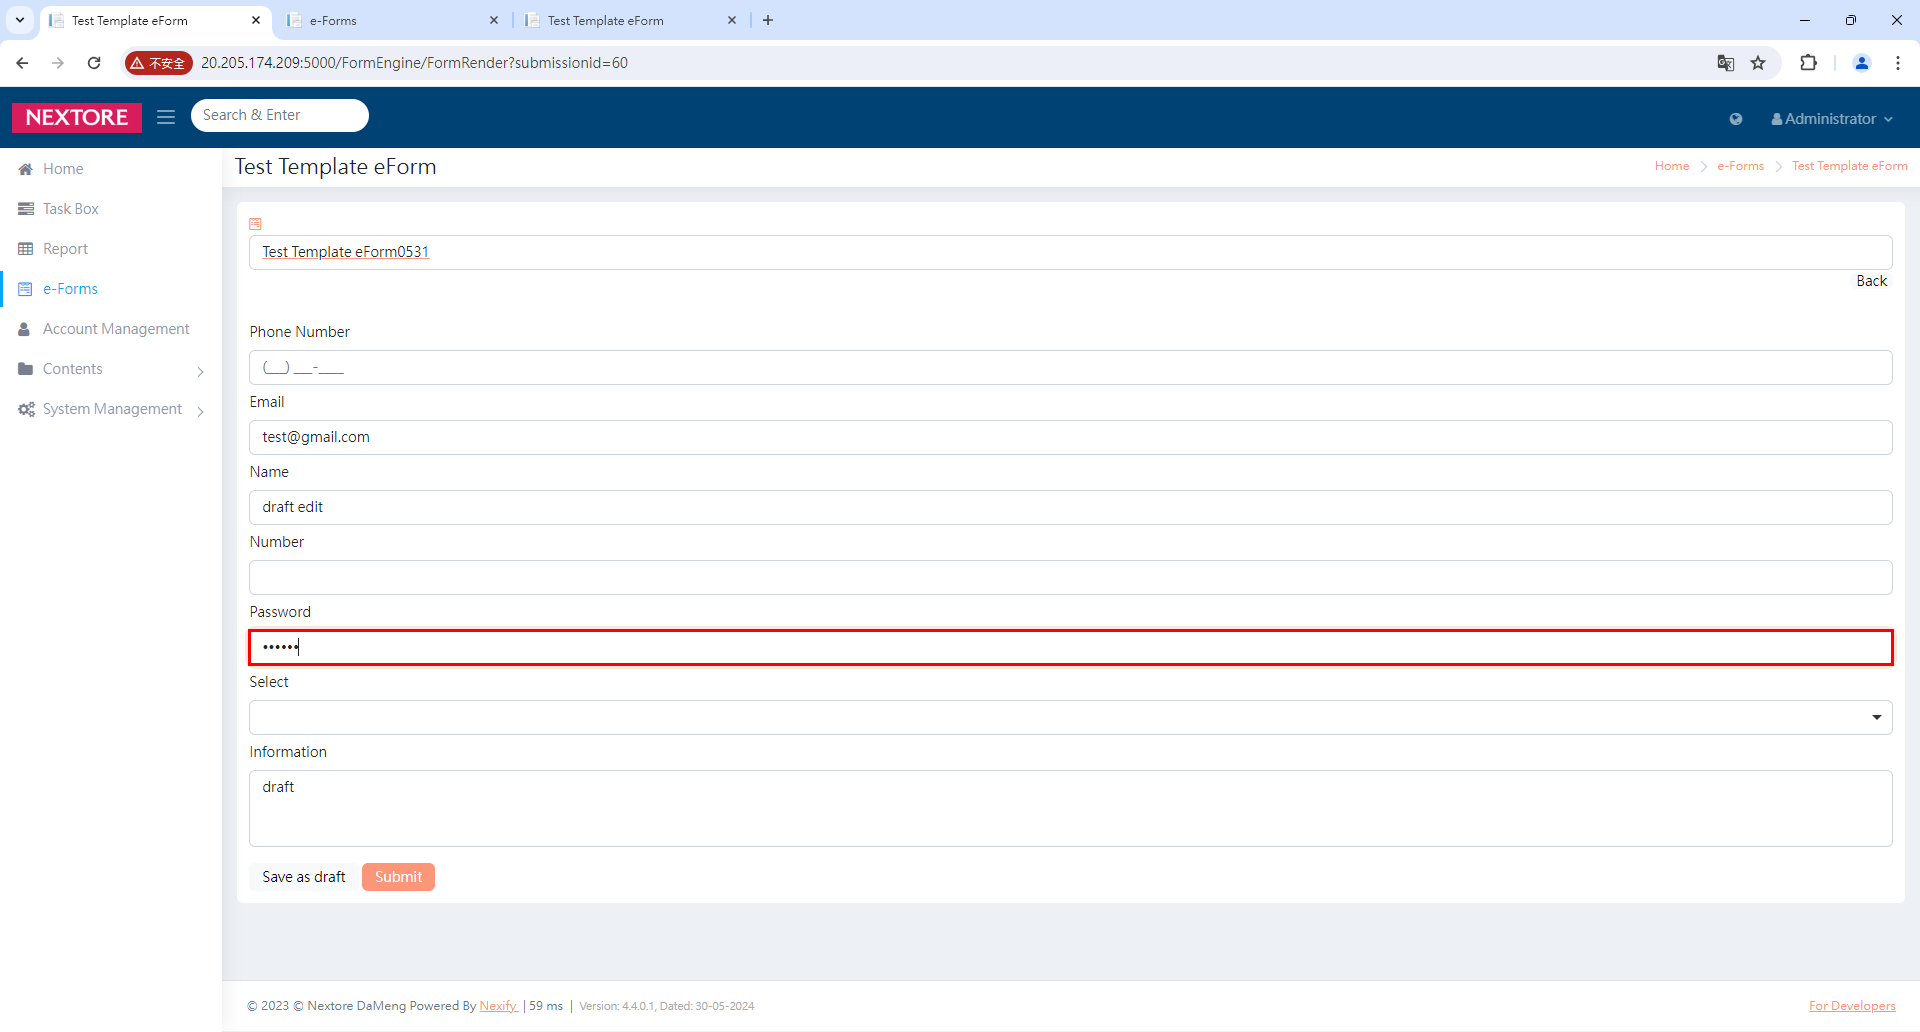 Test Template eForm
e-Forms
Test Template eForm
不安全
20.205.174.209:5000/FormEngine/FormRender?submissionid=60
NEXTORE
Search & Enter
Administrator
Home
Task Box
Report
e-Forms
Account Management
Contents
System Management
Test Template eForm
Home > e-Forms > Test Template eForm
Test Template eForm0531
Back
Phone Number
(___) ___-____
Email
test@gmail.com
Name
draft edit
Number
Password
••••••
Select
Information
draft
Save as draft
Submit
© 2023 © Nextore DaMeng Powered By Nexify | 59 ms | Version: 4.4.0.1, Dated: 30-05-2024
For Developers